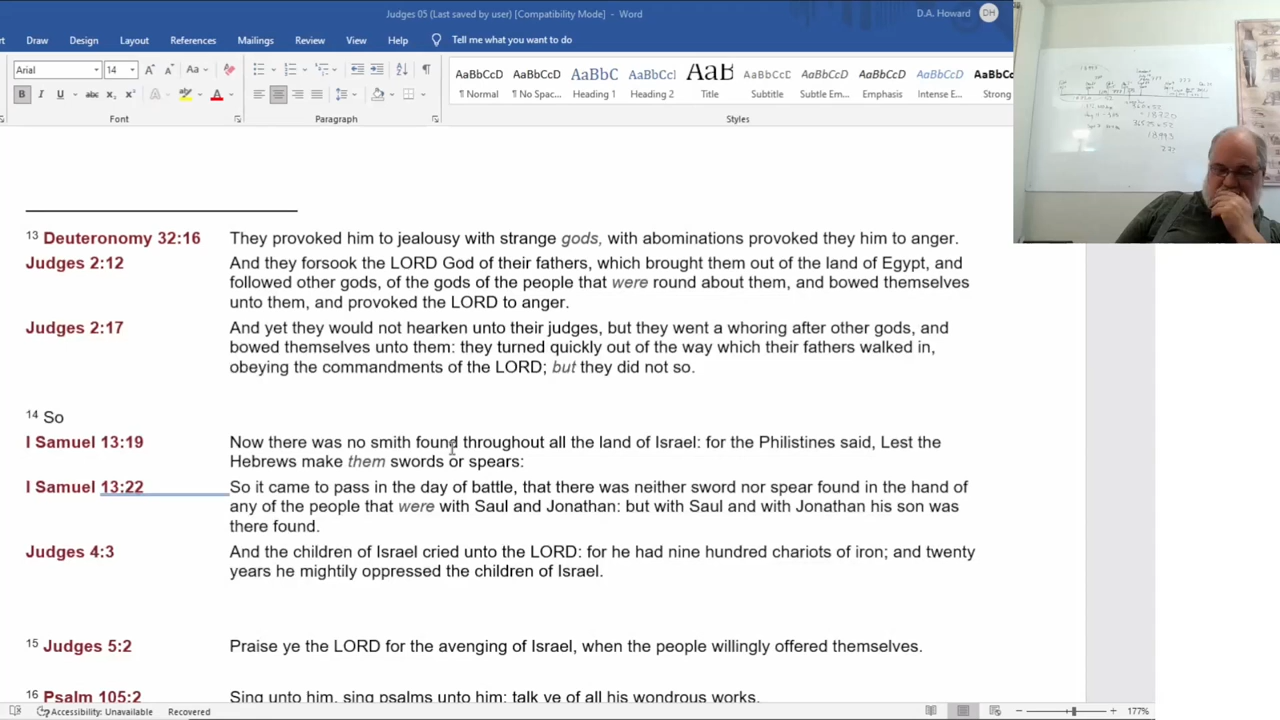 Judges 05 (Last saved by user) [Compatibility Mode] - Word
D.A. Howard
DH
Draw Design Layout References Mailings Review View Help Tell me what you want to do
Arial 14
AaBbCcD AaBbCcD AaBbC AaBbCcD AaB AaBbCcD AaBbCcD AaBbCcD AaBbCcD AaBbCcD
¶ Normal ¶ No Spac... Heading 1 Heading 2 Title Subtitle Subtle Em... Emphasis Intense E... Strong
Font Paragraph Styles
13 Deuteronomy 32:16 They provoked him to jealousy with strange gods, with abominations provoked they him to anger.
Judges 2:12 And they forsook the LORD God of their fathers, which brought them out of the land of Egypt, and
followed other gods, of the gods of the people that were round about them, and bowed themselves
unto them, and provoked the LORD to anger.
Judges 2:17 And yet they would not hearken unto their judges, but they went a whoring after other gods, and
bowed themselves unto them: they turned quickly out of the way which their fathers walked in,
obeying the commandments of the LORD; but they did not so.
14 So
I Samuel 13:19 Now there was no smith found throughout all the land of Israel: for the Philistines said, Lest the
Hebrews make them swords or spears:
I Samuel 13:22 So it came to pass in the day of battle, that there was neither sword nor spear found in the hand of
any of the people that were with Saul and Jonathan: but with Saul and with Jonathan his son was
there found.
Judges 4:3 And the children of Israel cried unto the LORD: for he had nine hundred chariots of iron; and twenty
years he mightily oppressed the children of Israel.
15 Judges 5:2 Praise ye the LORD for the avenging of Israel, when the people willingly offered themselves.
16 Psalm 105:2 Sing unto him, sing psalms unto him: talk ye of all his wondrous works.
Accessibility: Unavailable Recovered 177%